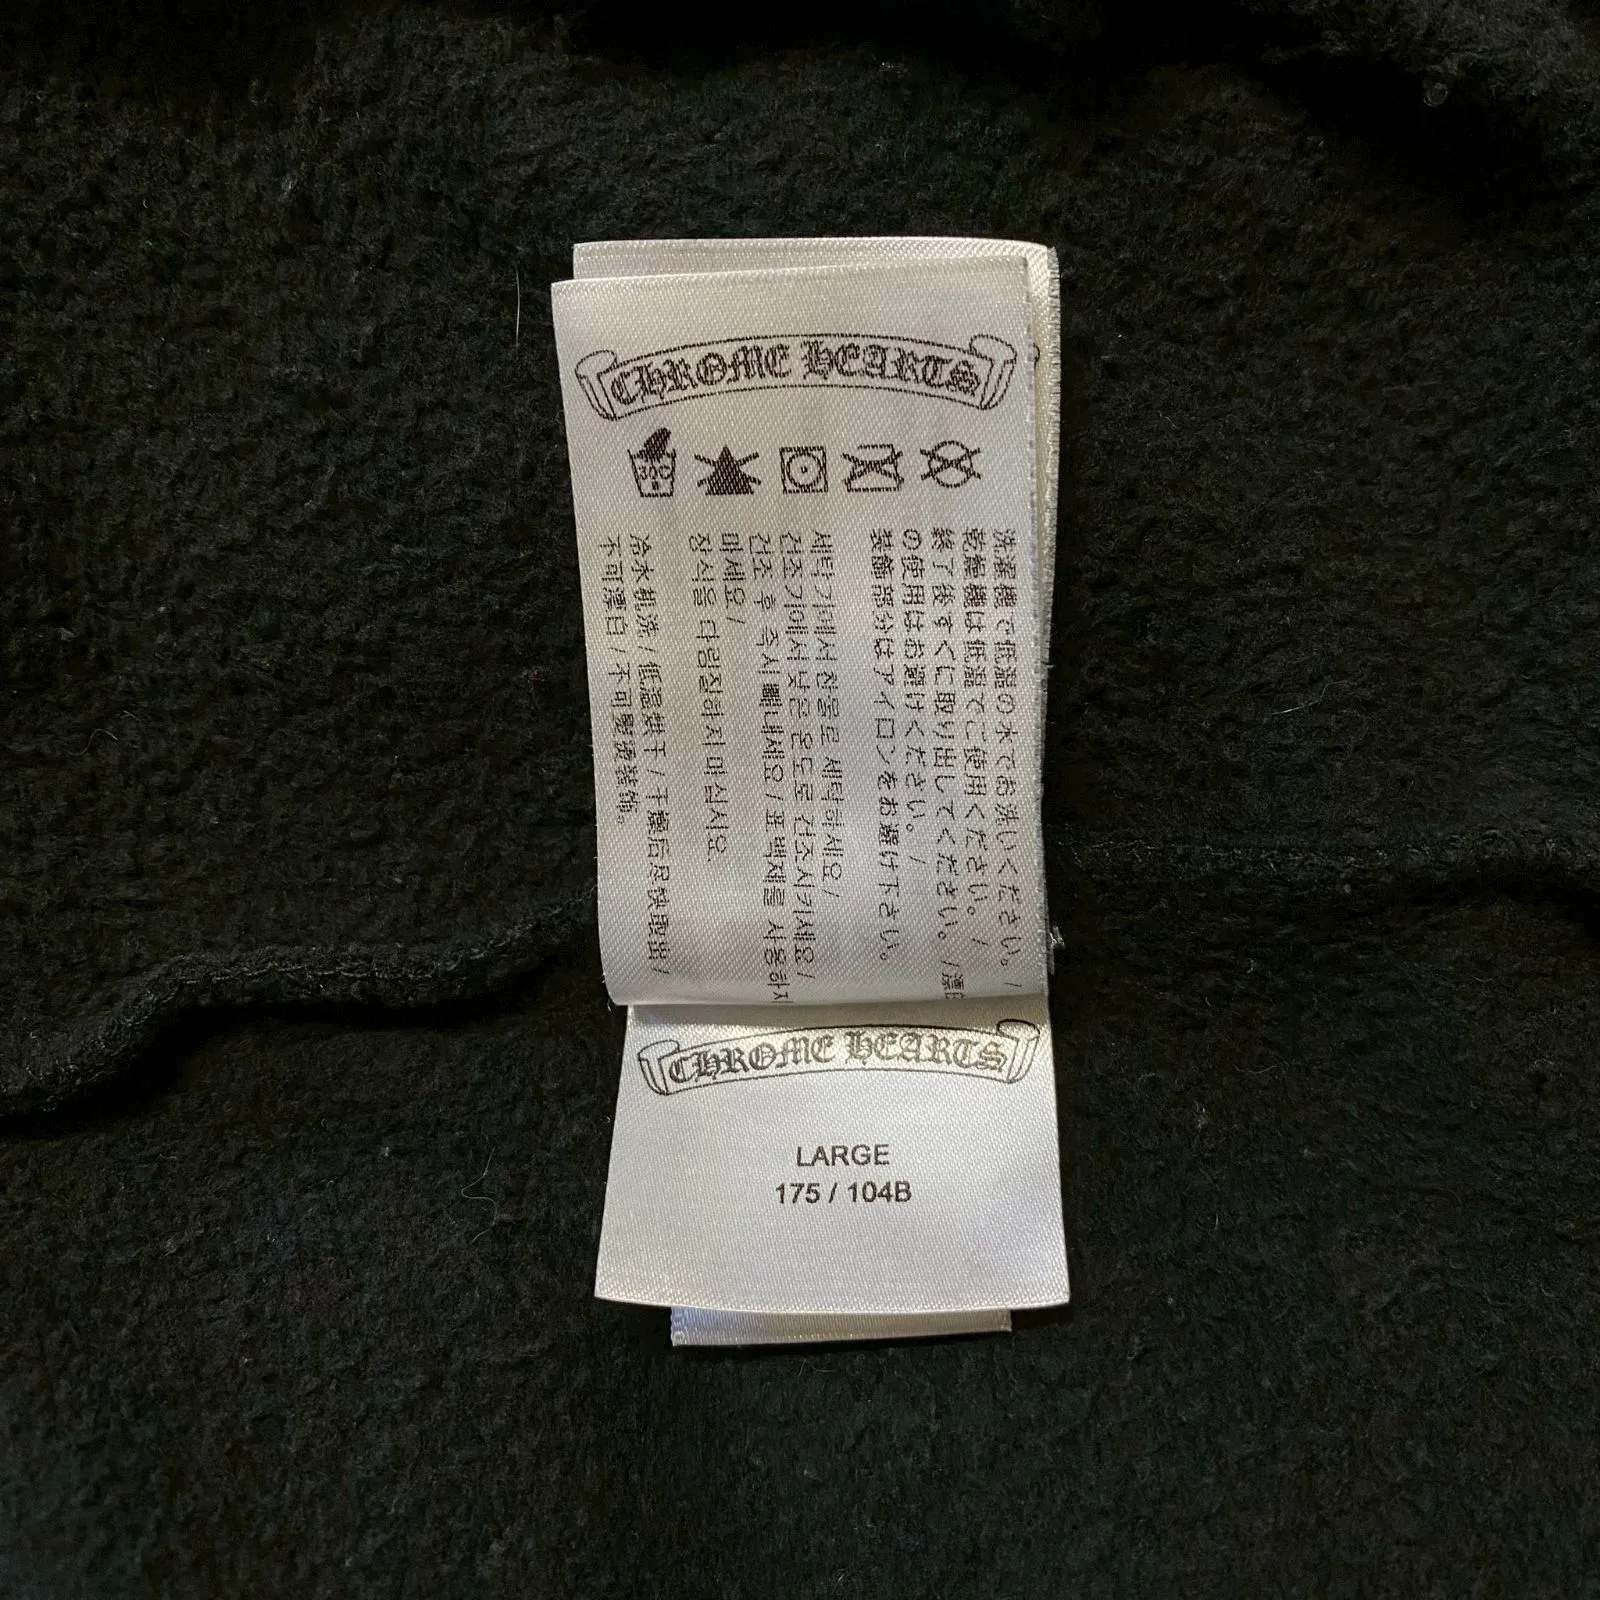 CHROME HEARTS
30C
洗濯機で低温の水でお洗いください。/
乾燥機は低温でご使用ください。/
終了後すぐに取り出してください。/漂白
の使用はお避けください。/
装飾部分はアイロンをお避け下さい。
세탁기에서 찬물로 세탁하세요/
건조기에서 낮은 온도로 건조시키세요/
건조 후 즉시 빼내세요/표백제를 사용하지
마세요/
장식을 다림질하지마십시오.
冷水机洗/低温烘干/干燥后尽快取出/
不可漂白/不可熨烫装饰。
CHROME HEARTS
LARGE
175 / 104B